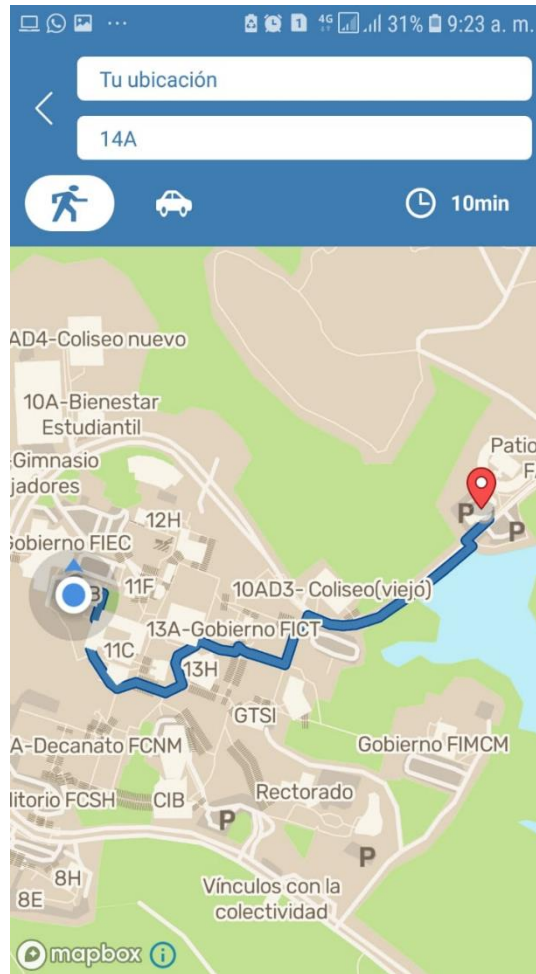 4G 31% 9:23 a. m.
Tu ubicación
14A
10min
AD4-Coliseo nuevo
10A-Bienestar
Estudiantil
Gimnasio
jadores
Patio
12H
obierno FIEC
P
P
11F
10AD3- Coliseo(viejo)
B
13A-Gobierno FICT
11C
13H
GTSI
A-Decanato FCNM
Gobierno FIMCM
Rectorado
litorio FCSH
CIB
P
P
8H
Vínculos con la
colectividad
8E
mapbox